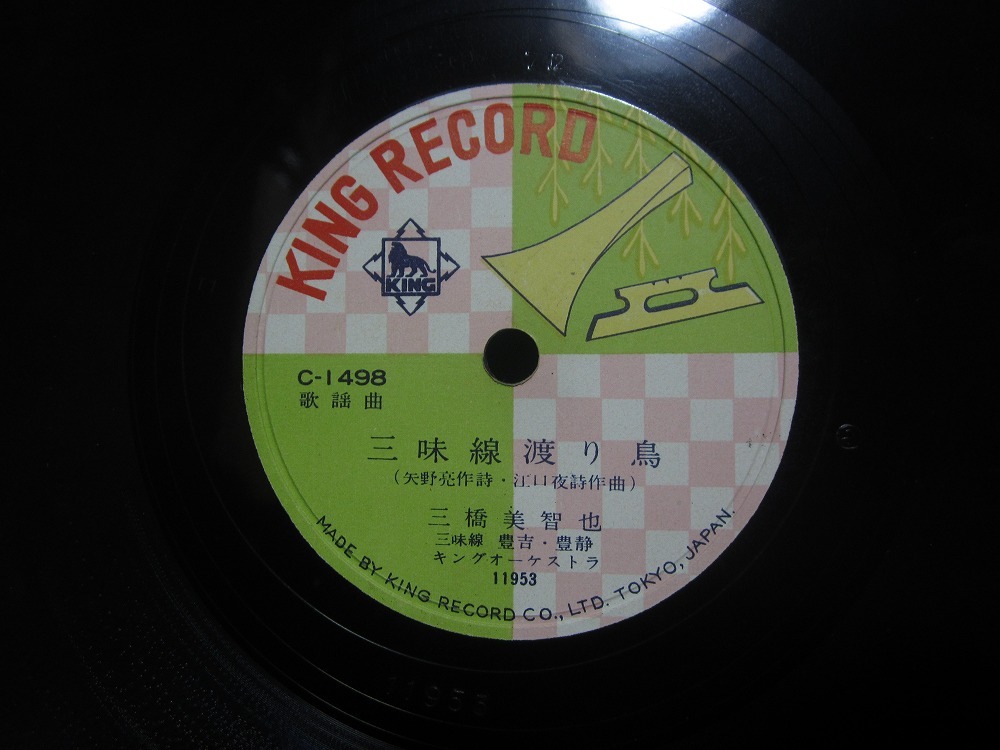 KING RECORD
KING
C-1498
歌謡曲
三味線渡り鳥
(矢野亮作詩・江口夜詩作曲)
三橋美智也
三味線 豊吉・豊静
キングオーケストラ
11953
MADE BY KING RECORD CO., LTD. TOKYO, JAPAN.
11953